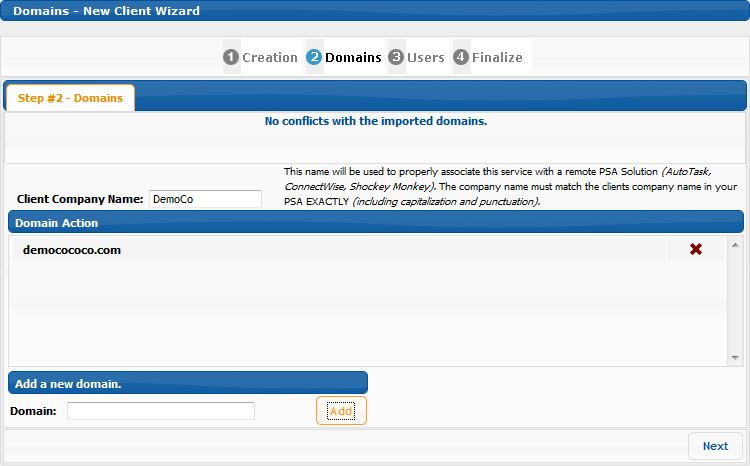 Domains - New Client Wizard
1 Creation 2 Domains 3 Users 4 Finalize
Step #2 - Domains
No conflicts with the imported domains.
This name will be used to properly associate this service with a remote PSA Solution (AutoTask,
ConnectWise, Shockey Monkey). The company name must match the clients company name in your
PSA EXACTLY (including capitalization and punctuation).
Client Company Name: DemoCo
Domain Action
democococo.com
Add a new domain.
Domain: Add
Next